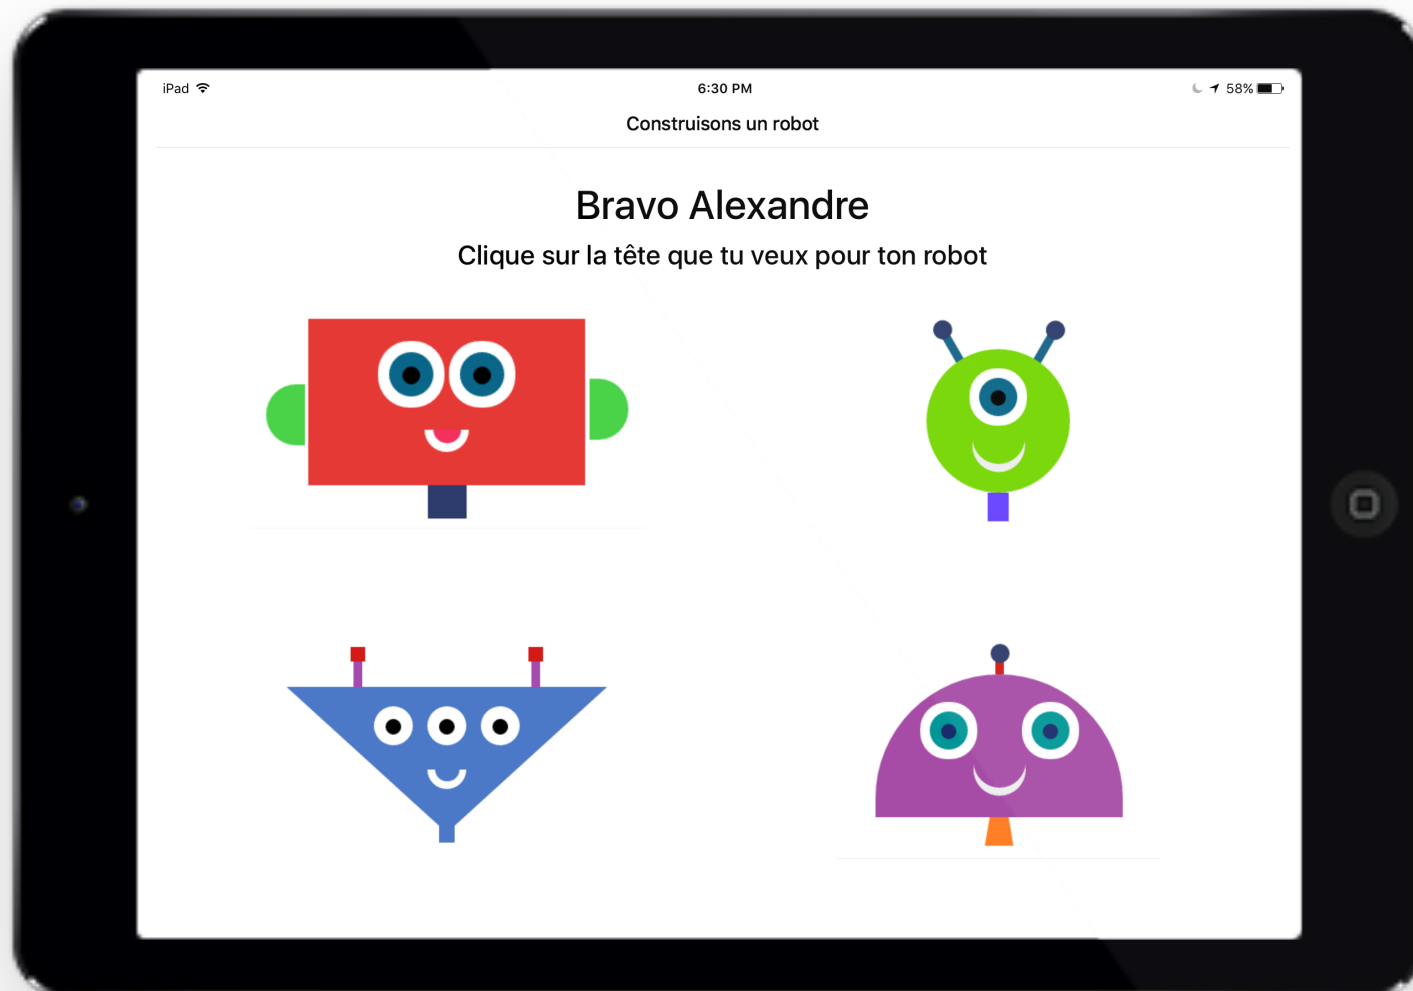 iPad
6:30 PM
58%
Construisons un robot
Bravo Alexandre
Clique sur la tête que tu veux pour ton robot